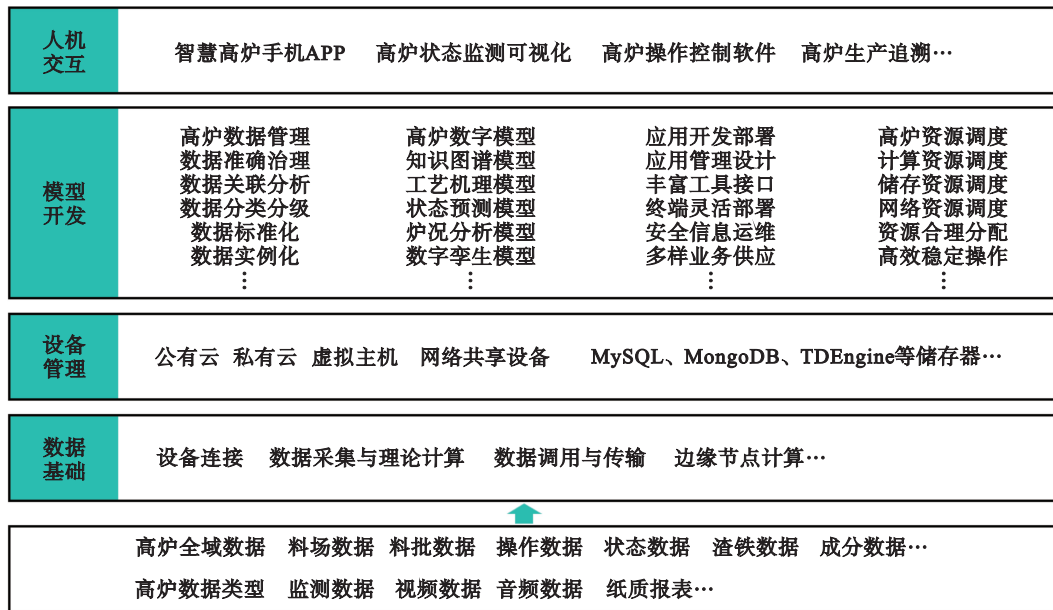 人机
交互
智慧高炉手机APP 高炉状态监测可视化 高炉操作控制软件 高炉生产追溯…
模型
开发
高炉数据管理 高炉数字模型 应用开发部署 高炉资源调度
数据准确治理 知识图谱模型 应用管理设计 计算资源调度
数据关联分析 工艺机理模型 丰富工具接口 储存资源调度
数据分类分级 状态预测模型 终端灵活部署 网络资源调度
数据标准化 炉况分析模型 安全信息运维 资源合理分配
数据实例化 数字孪生模型 多样业务供应 高效稳定操作
⋮ ⋮ ⋮ ⋮
设备
管理
公有云 私有云 虚拟主机 网络共享设备 MySQL、MongoDB、TDEngine等储存器…
数据
基础
设备连接 数据采集与理论计算 数据调用与传输 边缘节点计算…
高炉全域数据 料场数据 料批数据 操作数据 状态数据 渣铁数据 成分数据…
高炉数据类型 监测数据 视频数据 音频数据 纸质报表…